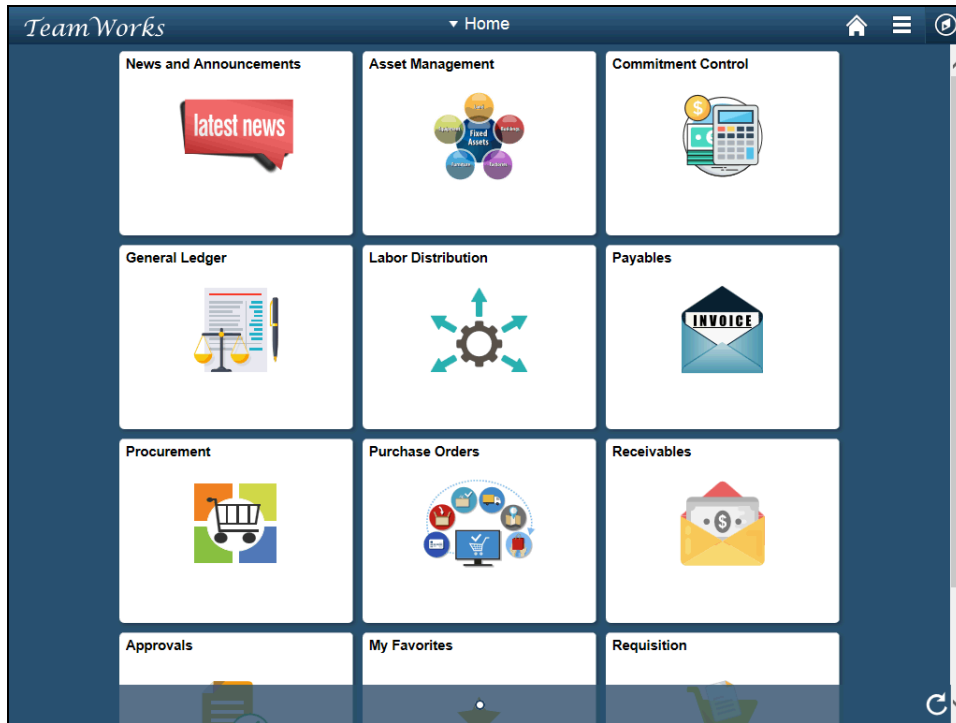 TeamWorks
Home
News and Announcements
Asset Management
Commitment Control
latest news
Fixed
Assets
$
General Ledger
Labor Distribution
Payables
INVOICE
Procurement
Purchase Orders
Receivables
$
Approvals
My Favorites
Requisition